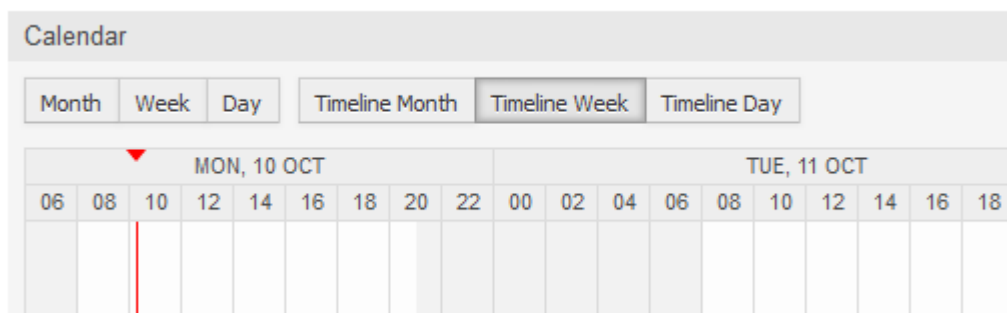 Calendar
Month Week Day Timeline Month Timeline Week Timeline Day
MON, 10 OCT TUE, 11 OCT
06 08 10 12 14 16 18 20 22 00 02 04 06 08 10 12 14 16 18